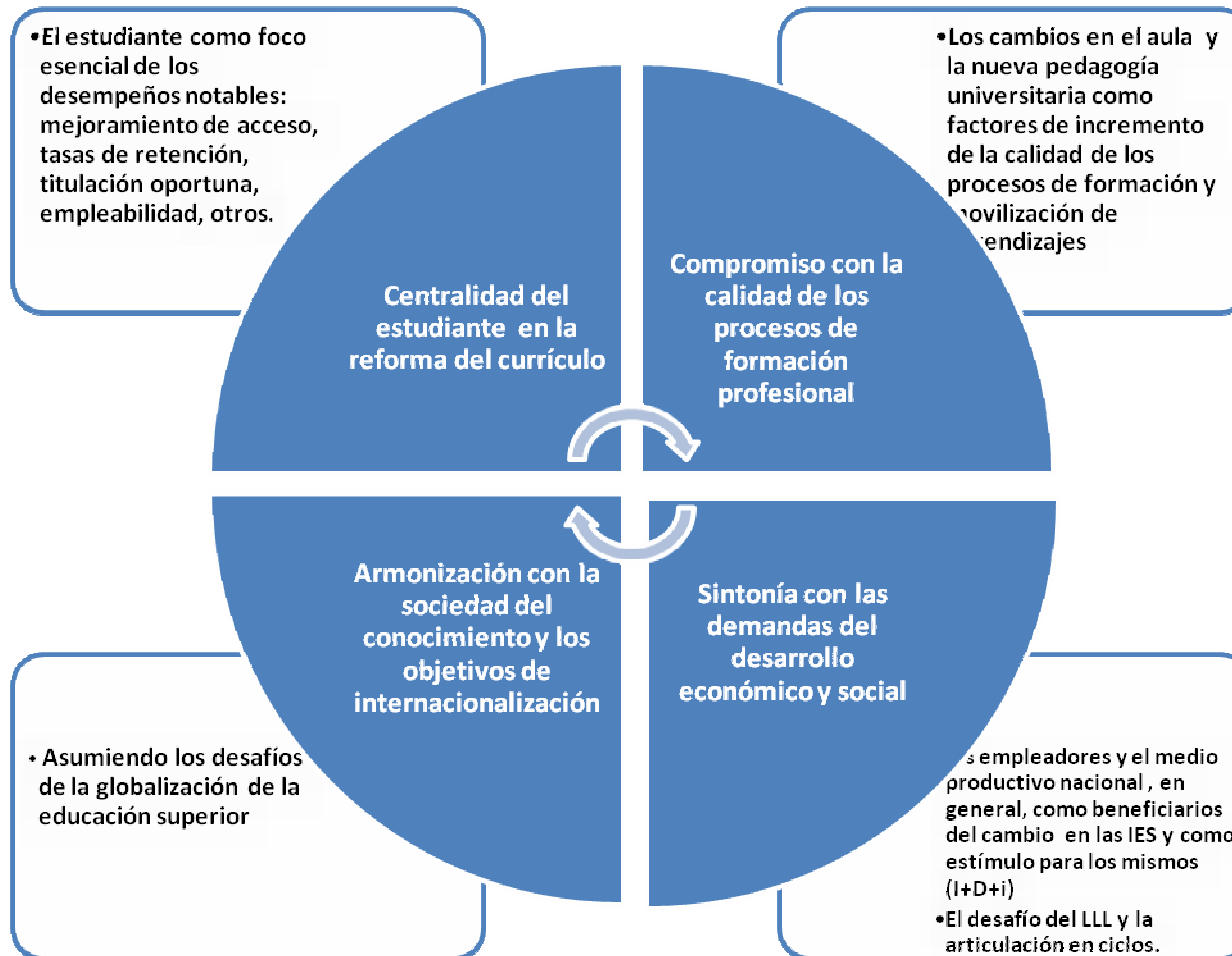 •El estudiante como foco
esencial de los
desempeños notables:
mejoramiento de acceso,
tasas de retención,
titulación oportuna,
empleabilidad, otros.
•Los cambios en el aula y
la nueva pedagogía
universitaria como
factores de incremento
de la calidad de los
procesos de formación y
de
Centralidad del
estudiante en la
reforma del currículo
Compromiso con la
calidad de los
procesos de
formación
profesional
Armonización con la
sociedad del
conocimiento y los
objetivos de
internacionalización
Sintonía con las
demandas del
desarrollo
económico y social
• Asumiendo los desafíos
de la globalización de la
educación superior
empleadores y el medio
productivo nacional , en
general, como beneficiarios
del cambio en las IES y como
estímulo para los mismos
(I+D+i)
•El desafío del LLL y la
articulación en ciclos.